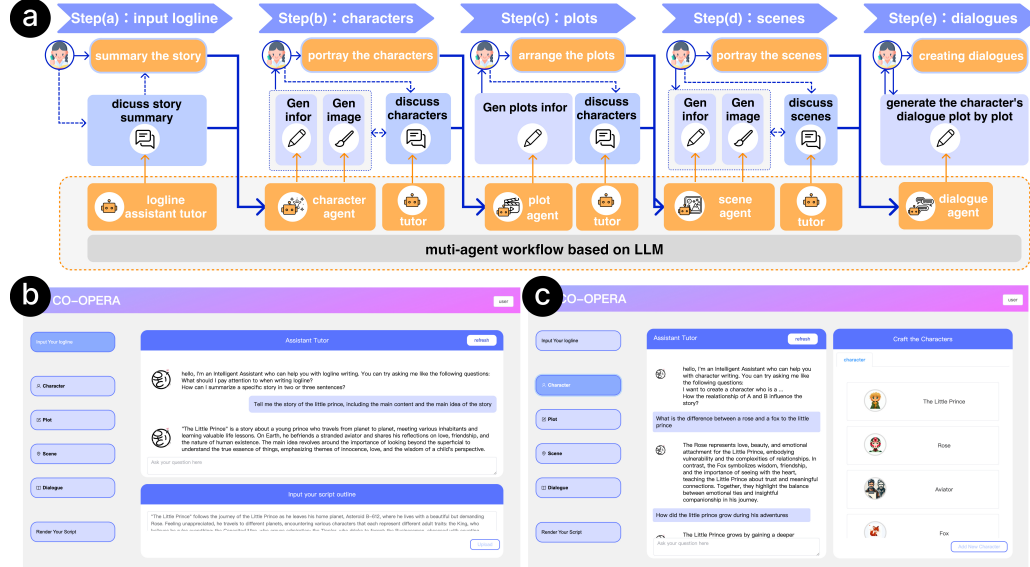 a
Step(a)：input logline
Step(b)：characters
Step(c)：plots
Step(d)：scenes
Step(e)：dialogues
summary the story
portray the characters
arrange the plots
portray the scenes
creating dialogues
dicuss story
summary
Gen
infor
Gen
image
discuss
characters
Gen plots infor
discuss
characters
Gen
infor
Gen
image
discuss
scenes
generate the character's
dialogue plot by plot
logline
assistant tutor
character
agent
tutor
plot
agent
tutor
scene
agent
tutor
dialogue
agent
muti-agent workflow based on LLM
b
CO-OPERA
user
Input Your logline
Character
Plot
Scene
Dialogue
Render Your Script
Assistant Tutor
refresh
hello, I'm an Intelligent Assistant who can help you with logline writing. You can try asking me like the following questions:
What should I pay attention to when writing logline?
How can I summarize a specific story in two or three sentences?
Tell me the story of the little prince, including the main content and the main idea of the story
"The Little Prince" is a story about a young prince who travels from planet to planet, meeting various inhabitants and
learning valuable life lessons. On Earth, he befriends a stranded aviator and shares his reflections on love, friendship, and
the nature of human existence. The main idea revolves around the importance of looking beyond the superficial to
understand the true essence of things, emphasizing themes of innocence, love, and the wisdom of a child's perspective.
Ask your question here
Input your script outline
"The Little Prince" follows the journey of the Little Prince as he leaves his home planet, Asteroid B-612, where he lives with a beautiful but demanding
Rose. Feeling unappreciated, he travels to different planets, encountering various characters that each represent different adult traits: the King, who
Upload
c
CO-OPERA
user
Input Your logline
Character
Plot
Scene
Dialogue
Render Your Script
Assistant Tutor
refresh
hello, I'm an Intelligent Assistant who can help you
with character writing. You can try asking me like
the following questions:
I want to create a character who is a ...
How the realationship of A and B influence the
story?
What is the difference between a rose and a fox to the little
prince
The Rose represents love, beauty, and emotional
attachment for the Little Prince, embodying
vulnerability and the complexities of relationships. In
contrast, the Fox symbolizes wisdom, friendship,
and the importance of seeing with the heart,
teaching the Little Prince about trust and meaningful
connections. Together, they highlight the balance
between emotional ties and insightful
companionship in his journey.
How did the little prince grow during his adventures
The Little Prince grows by gaining a deeper
Ask your question here
Craft the Characters
character
The Little Prince
Rose
Aviator
Fox
Add New Character